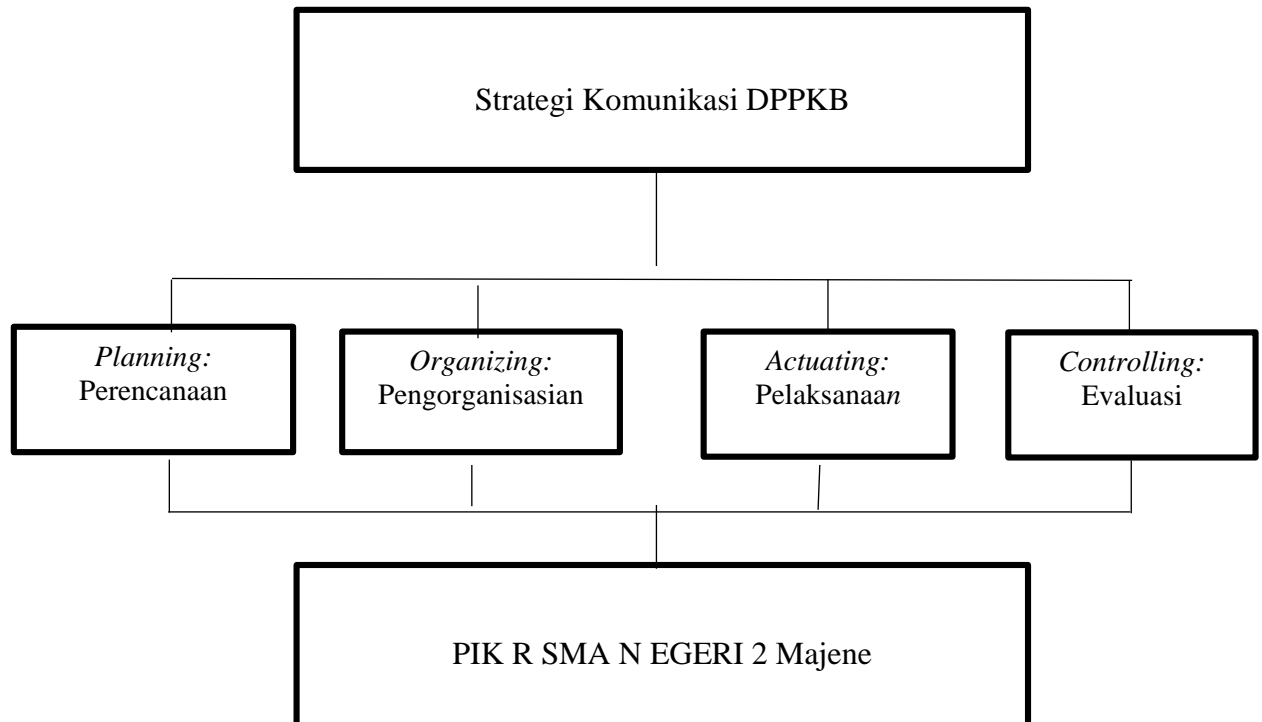 Strategi Komunikasi DPPKB
Planning:
Perencanaan
Organizing:
Pengorganisasian
Actuating:
Pelaksanaan
Controlling:
Evaluasi
PIK R SMA N EGERI 2 Majene